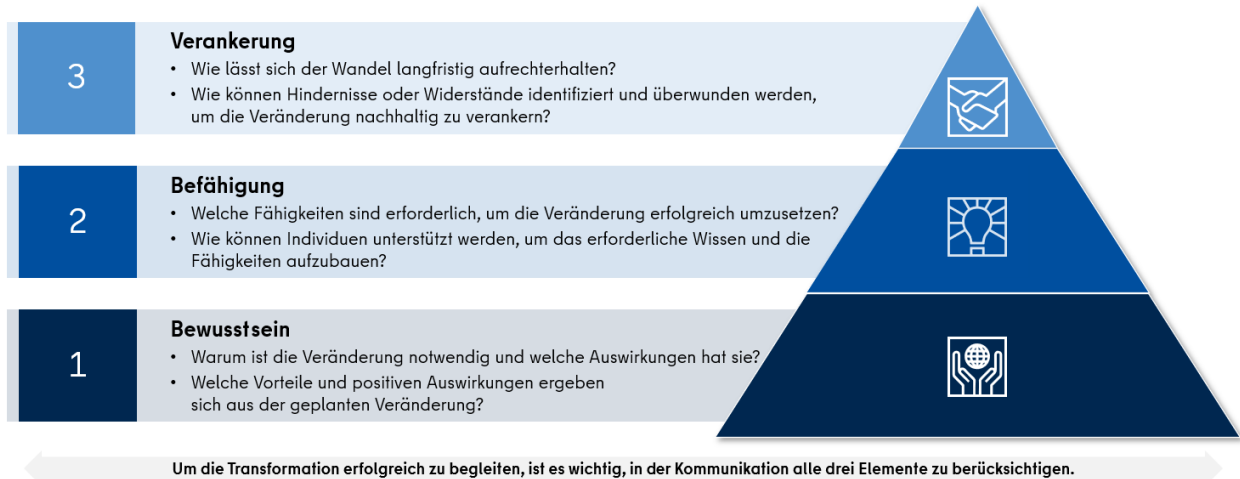 3
Verankerung
• Wie lässt sich der Wandel langfristig aufrechterhalten?
• Wie können Hindernisse oder Widerstände identifiziert und überwunden werden,
um die Veränderung nachhaltig zu verankern?
2
Befähigung
• Welche Fähigkeiten sind erforderlich, um die Veränderung erfolgreich umzusetzen?
• Wie können Individuen unterstützt werden, um das erforderliche Wissen und die
Fähigkeiten aufzubauen?
1
Bewusstsein
• Warum ist die Veränderung notwendig und welche Auswirkungen hat sie?
• Welche Vorteile und positiven Auswirkungen ergeben
sich aus der geplanten Veränderung?
Um die Transformation erfolgreich zu begleiten, ist es wichtig, in der Kommunikation alle drei Elemente zu berücksichtigen.